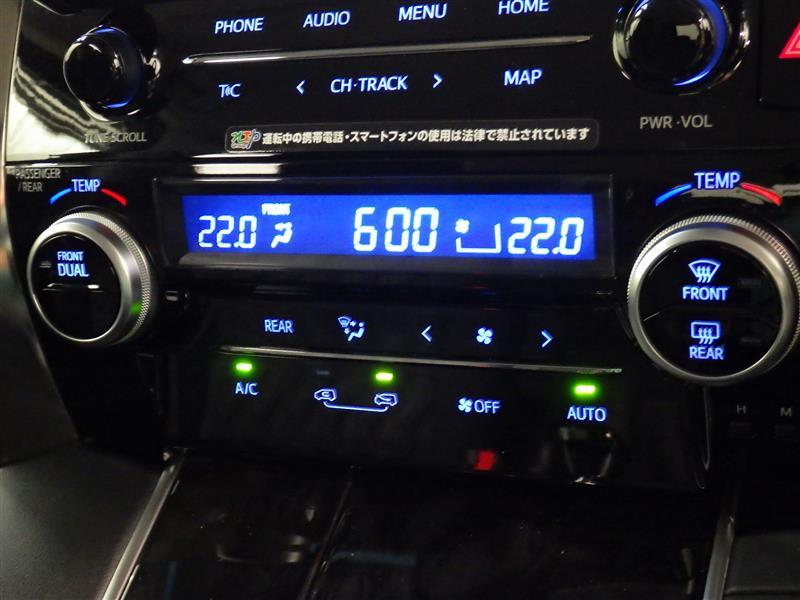 PHONE AUDIO MENU HOME
CH·TRACK MAP
TUNE·SCROLL PWR·VOL
運転中の携帯電話・スマートフォンの使用は法律で禁止されています
PASSENGER
/REAR
TEMP TEMP
FRONT
22.0 600 22.0
FRONT
DUAL
FRONT
REAR
REAR
A/C OFF AUTO
H M